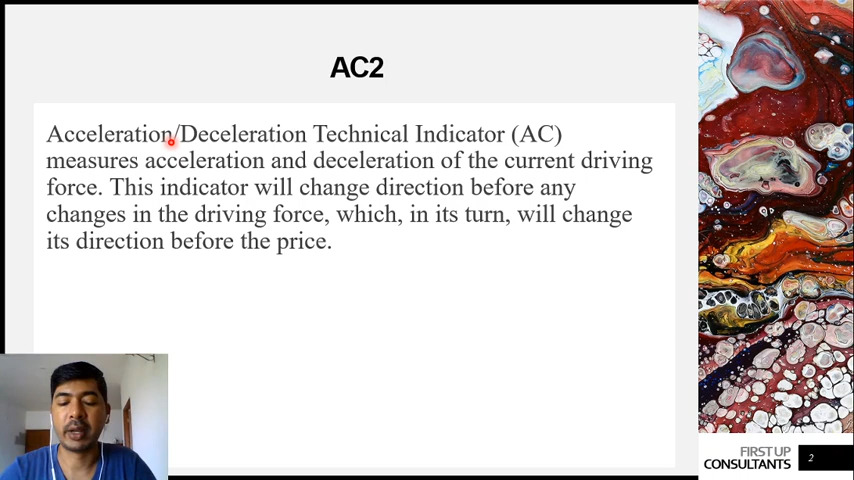 AC2
Acceleration/Deceleration Technical Indicator (AC)
measures acceleration and deceleration of the current driving
force. This indicator will change direction before any
changes in the driving force, which, in its turn, will change
its direction before the price.
FIRST UP
CONSULTANTS
2